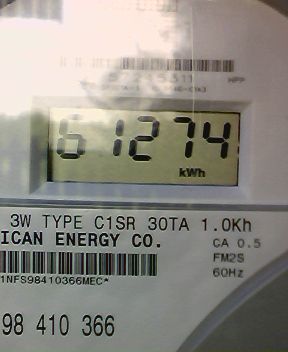 61274
kWh
3W TYPE C1SR 30TA 1.0Kh
ICAN ENERGY CO.
CA 0.5
FM2S
60Hz
1NFS98410366MEC*
98 410 366